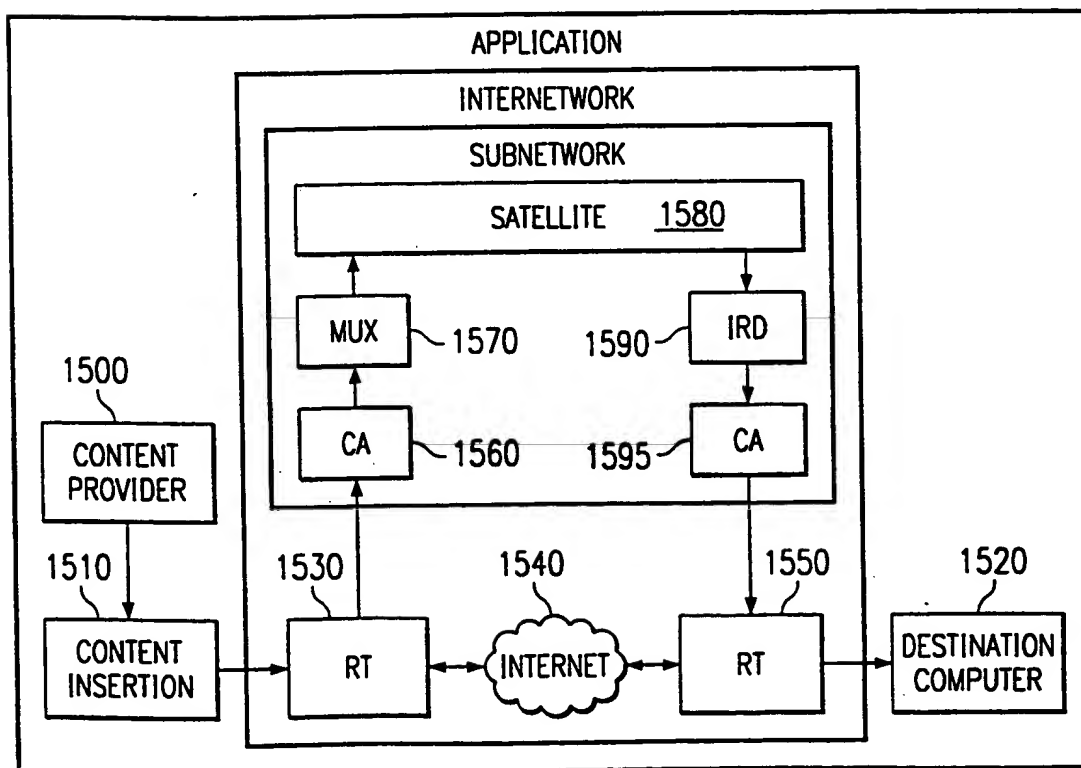 APPLICATION
INTERNETWORK
SUBNETWORK
SATELLITE 1580
MUX
1570
1590
IRD
1500
CONTENT
PROVIDER
CA
1560
1595
CA
1510
CONTENT
INSERTION
1530
RT
1540
INTERNET
1550
RT
1520
DESTINATION
COMPUTER